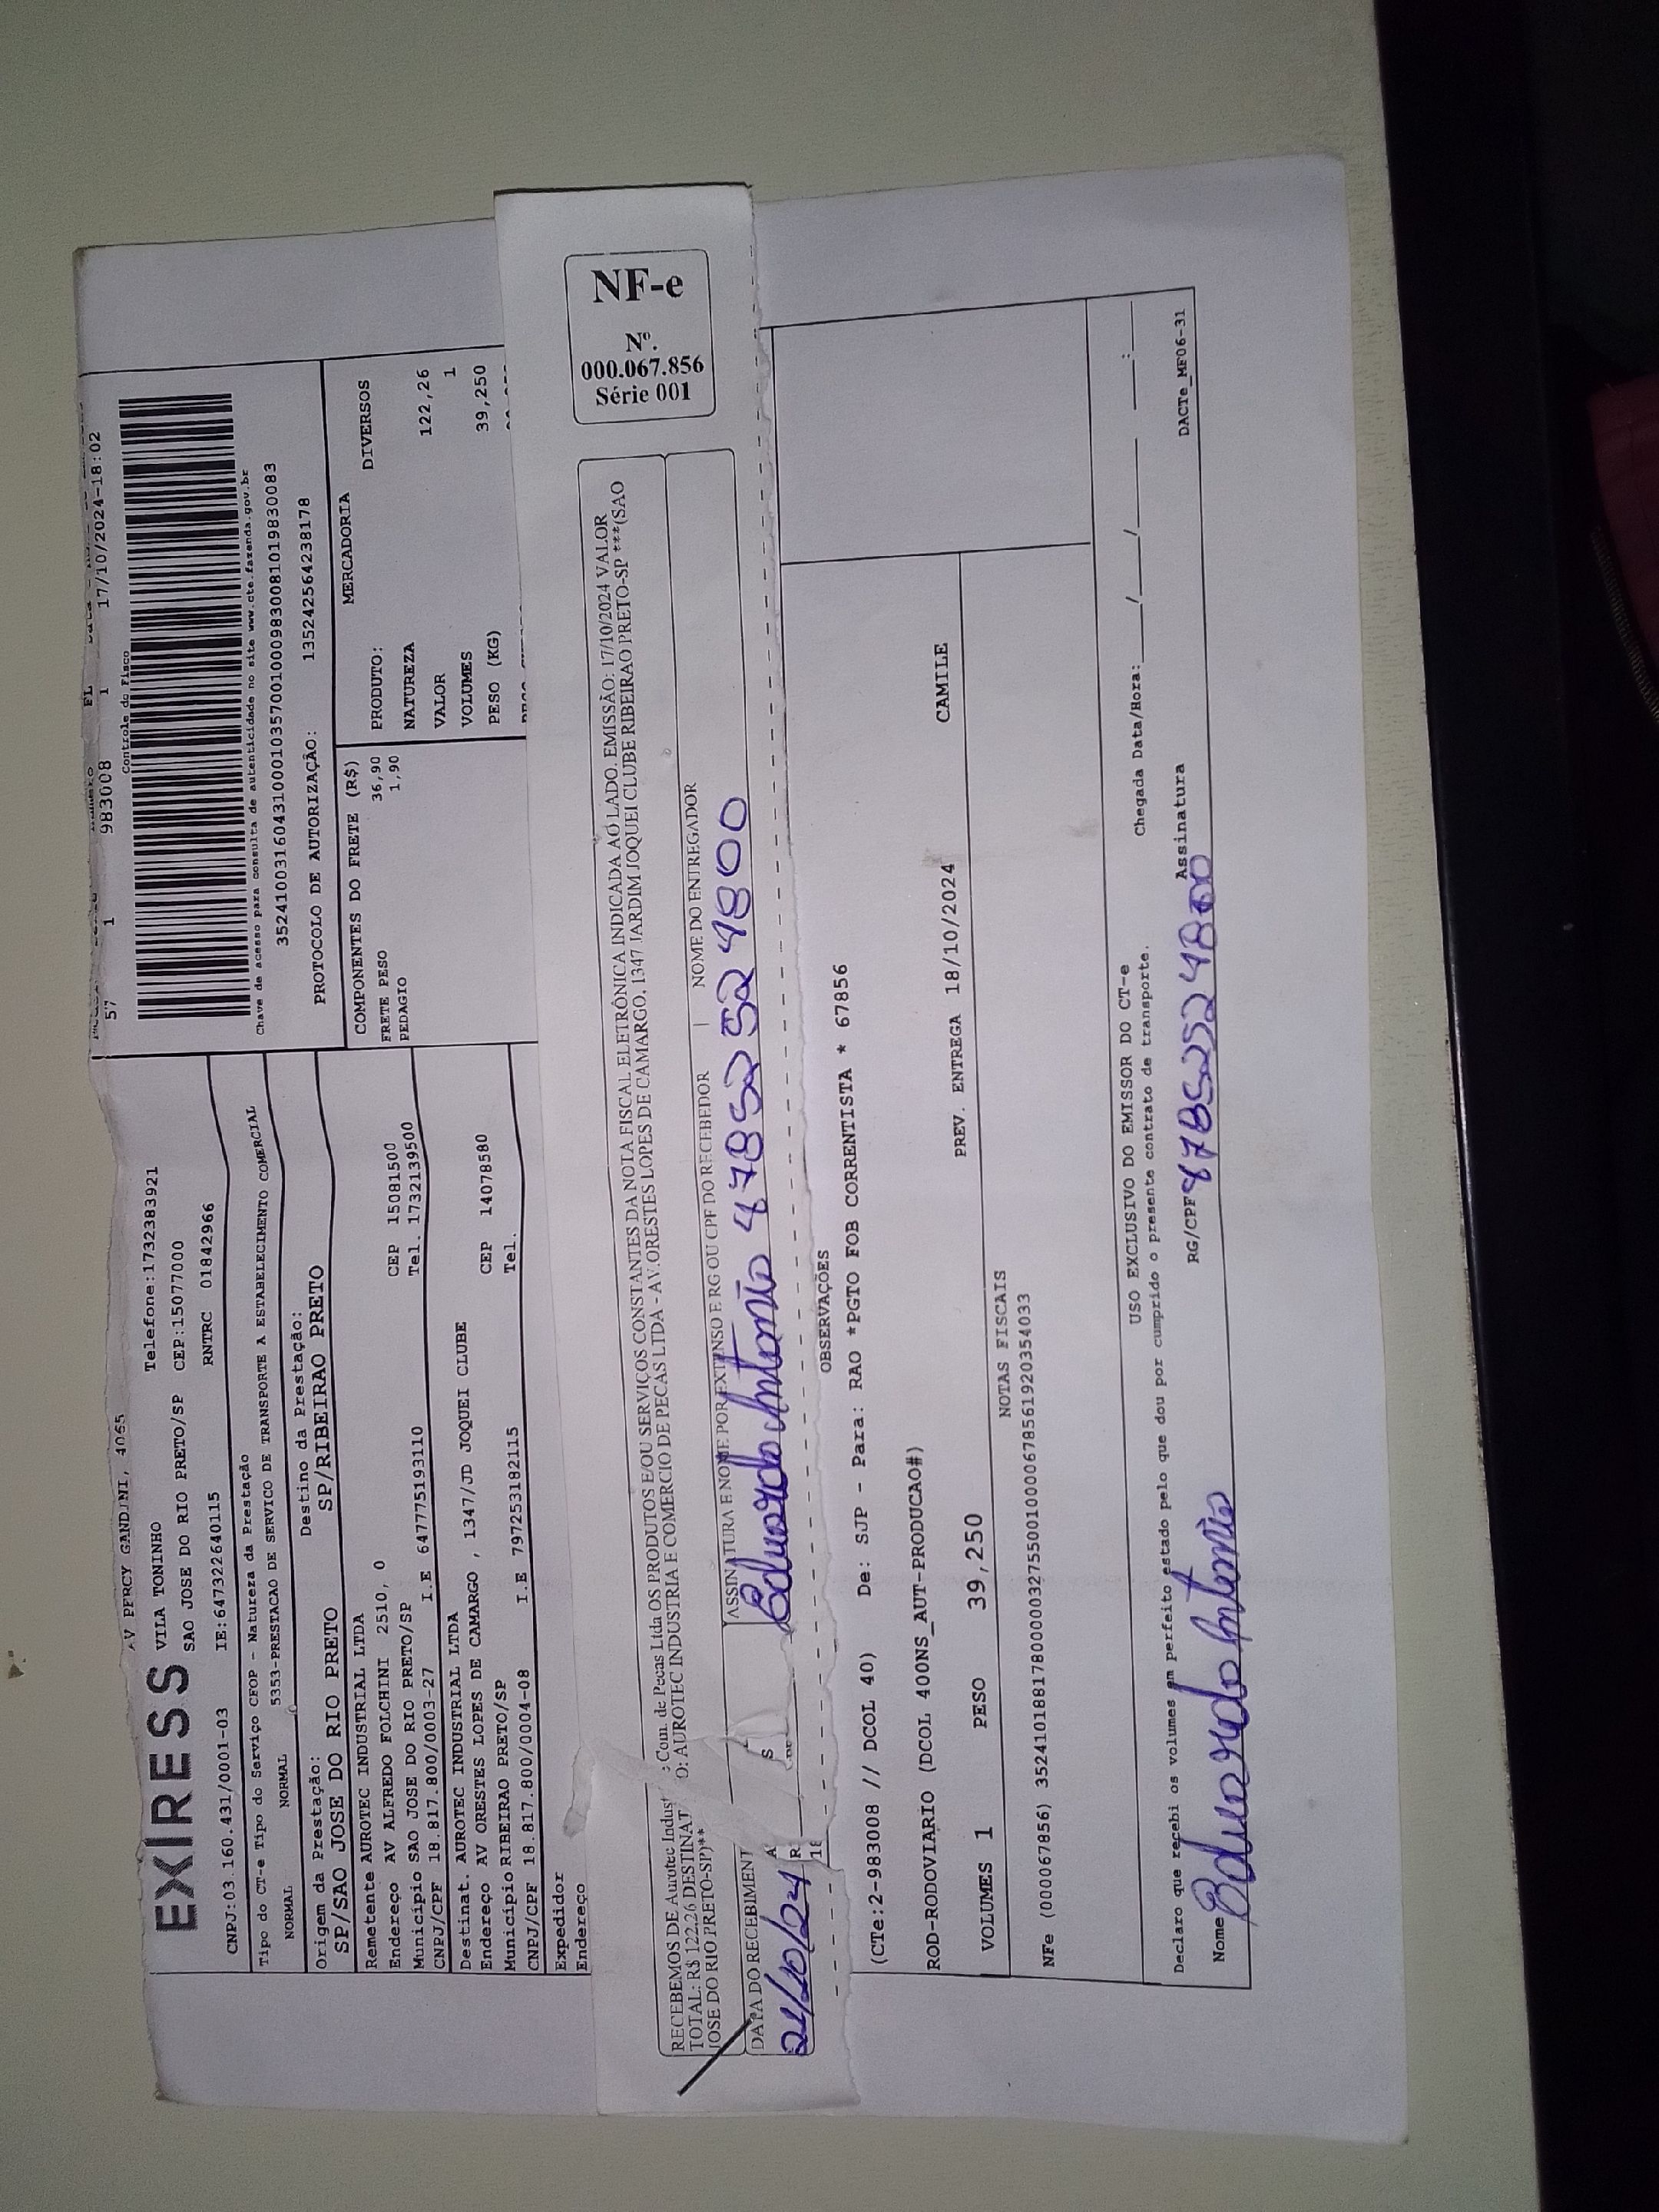 EXPRESS
AV PERCY GANDINI, 4065
VILA TONINHO Telefone:1732383921
SAO JOSE DO RIO PRETO/SP CEP:15077000
CNPJ:03.160.431/0001-03 IE:647322640115 RNTRC 01842966
57 1 983008 1 17/10/2024-18:02
Controle do Fisco
Chave de acesso para consulta de autenticidade no site www.cte.fazenda.gov.br
35241003160431000103570010009830081019830083
PROTOCOLO DE AUTORIZAÇÃO: 135242564238178
Tipo do CT-e Tipo do Serviço CFOP - Natureza da Prestação
NORMAL NORMAL 5353-PRESTACAO DE SERVICO DE TRANSPORTE A ESTABELECIMENTO COMERCIAL
Origem da Prestação: Destino da Prestação:
SP/SAO JOSE DO RIO PRETO SP/RIBEIRAO PRETO
Remetente AUROTEC INDUSTRIAL LTDA
Endereço AV ALFREDO FOLCHINI 2510, 0 CEP 15081500
Município SAO JOSE DO RIO PRETO/SP Tel. 1732139500
CNPJ/CPF 18.817.800/0003-27 I.E 647775193110
Destinat. AUROTEC INDUSTRIAL LTDA
Endereço AV ORESTES LOPES DE CAMARGO , 1347/JD JOQUEI CLUBE CEP 14078580
Município RIBEIRAO PRETO/SP Tel.
CNPJ/CPF 18.817.800/0004-08 I.E 797253182115
Expedidor
Endereço
COMPONENTES DO FRETE (R$)
FRETE PESO 36,90
PEDAGIO 1,90
MERCADORIA
PRODUTO: DIVERSOS
NATUREZA
VALOR 122,26
VOLUMES 1
PESO (KG) 39,250
RECEBEMOS DE Aurotec Indust Com. de Pecas Ltda OS PRODUTOS E/OU SERVIÇOS CONSTANTES DA NOTA FISCAL ELETRÔNICA INDICADA AO LADO. EMISSÃO: 17/10/2024 VALOR
TOTAL: R$ 122,26 DESTINAT O: AUROTEC INDUSTRIA E COMERCIO DE PECAS LTDA - AV.ORESTES LOPES DE CAMARGO, 1347 JARDIM JOQUEI CLUBE RIBEIRAO PRETO-SP ***(SAO
JOSE DO RIO PRETO-SP)**
NF-e
Nº.
000.067.856
Série 001
DATA DO RECEBIMENT ASSINATURA E NOME POR EXTENSO E RG OU CPF DO RECEBEDOR NOME DO ENTREGADOR
21/10/24 Eduardo Antonio 47852524800
OBSERVAÇÕES
(CTe:2-983008 // DCOL 40) De: SJP - Para: RAO *PGTO FOB CORRENTISTA * 67856
ROD-RODOVIARIO (DCOL 400NS_AUT-PRODUCAO#)
VOLUMES 1 PESO 39,250 PREV. ENTREGA 18/10/2024 CAMILE
NOTAS FISCAIS
NFe (000067856) 35241018817800000327550010000678561920354033
USO EXCLUSIVO DO EMISSOR DO CT-e
Declaro que recebi os volumes em perfeito estado pelo que dou por cumprido o presente contrato de transporte. Chegada Data/Hora:____/____/____ ____:____
Nome Eduardo Antonio RG/CPF 47852524800 Assinatura
DACTe_MF06-31